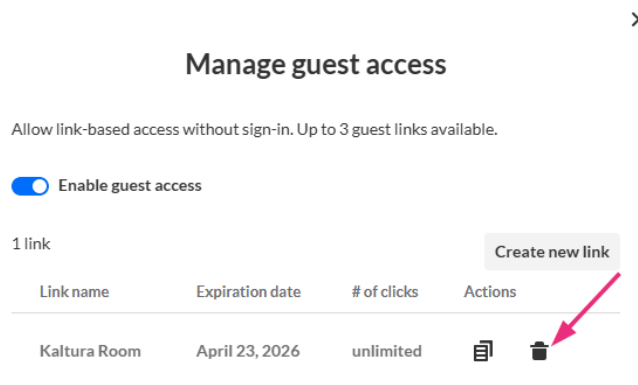 Manage guest access
Allow link-based access without sign-in. Up to 3 guest links available.
Enable guest access
1 link
Create new link
Link name Expiration date # of clicks Actions
Kaltura Room April 23, 2026 unlimited